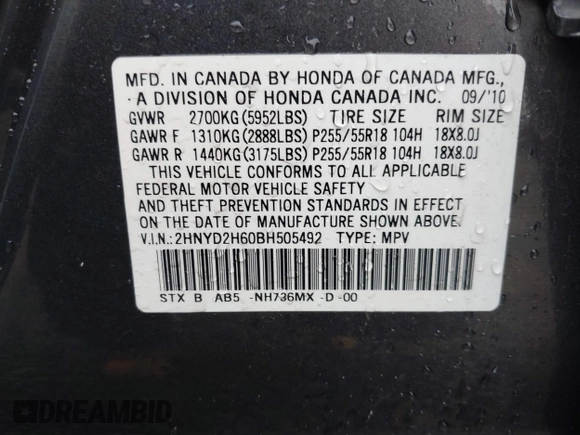 MFD. IN CANADA BY HONDA OF CANADA MFG.,
A DIVISION OF HONDA CANADA INC. 09/'10
GVWR 2700KG(5952LBS) TIRE SIZE RIM SIZE
GAWR F 1310KG(2888LBS) P255/55R18 104H 18X8.0J
GAWR R 1440KG(3175LBS) P255/55R18 104H 18X8.0J
THIS VEHICLE CONFORMS TO ALL APPLICABLE
FEDERAL MOTOR VEHICLE SAFETY
AND THEFT PREVENTION STANDARDS IN EFFECT
ON THE DATE OF MANUFACTURE SHOWN ABOVE.
V.I.N.:2HNYD2H60BH505492 TYPE: MPV
STX B AB5 -NH736MX -D -00
DREAMBID